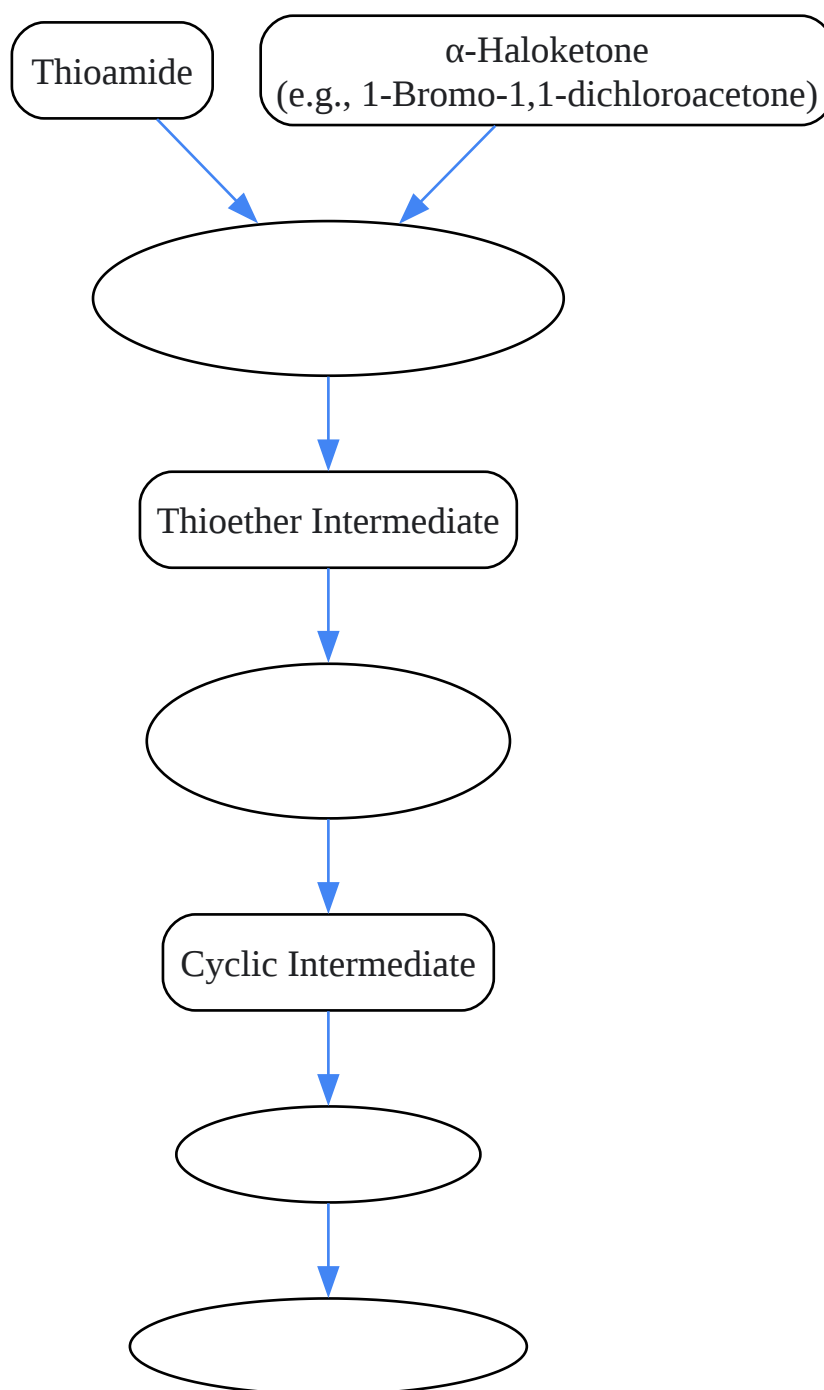 Thioamide
α-Haloketone
(e.g., 1-Bromo-1,1-dichloroacetone)
Thioether Intermediate
Cyclic Intermediate